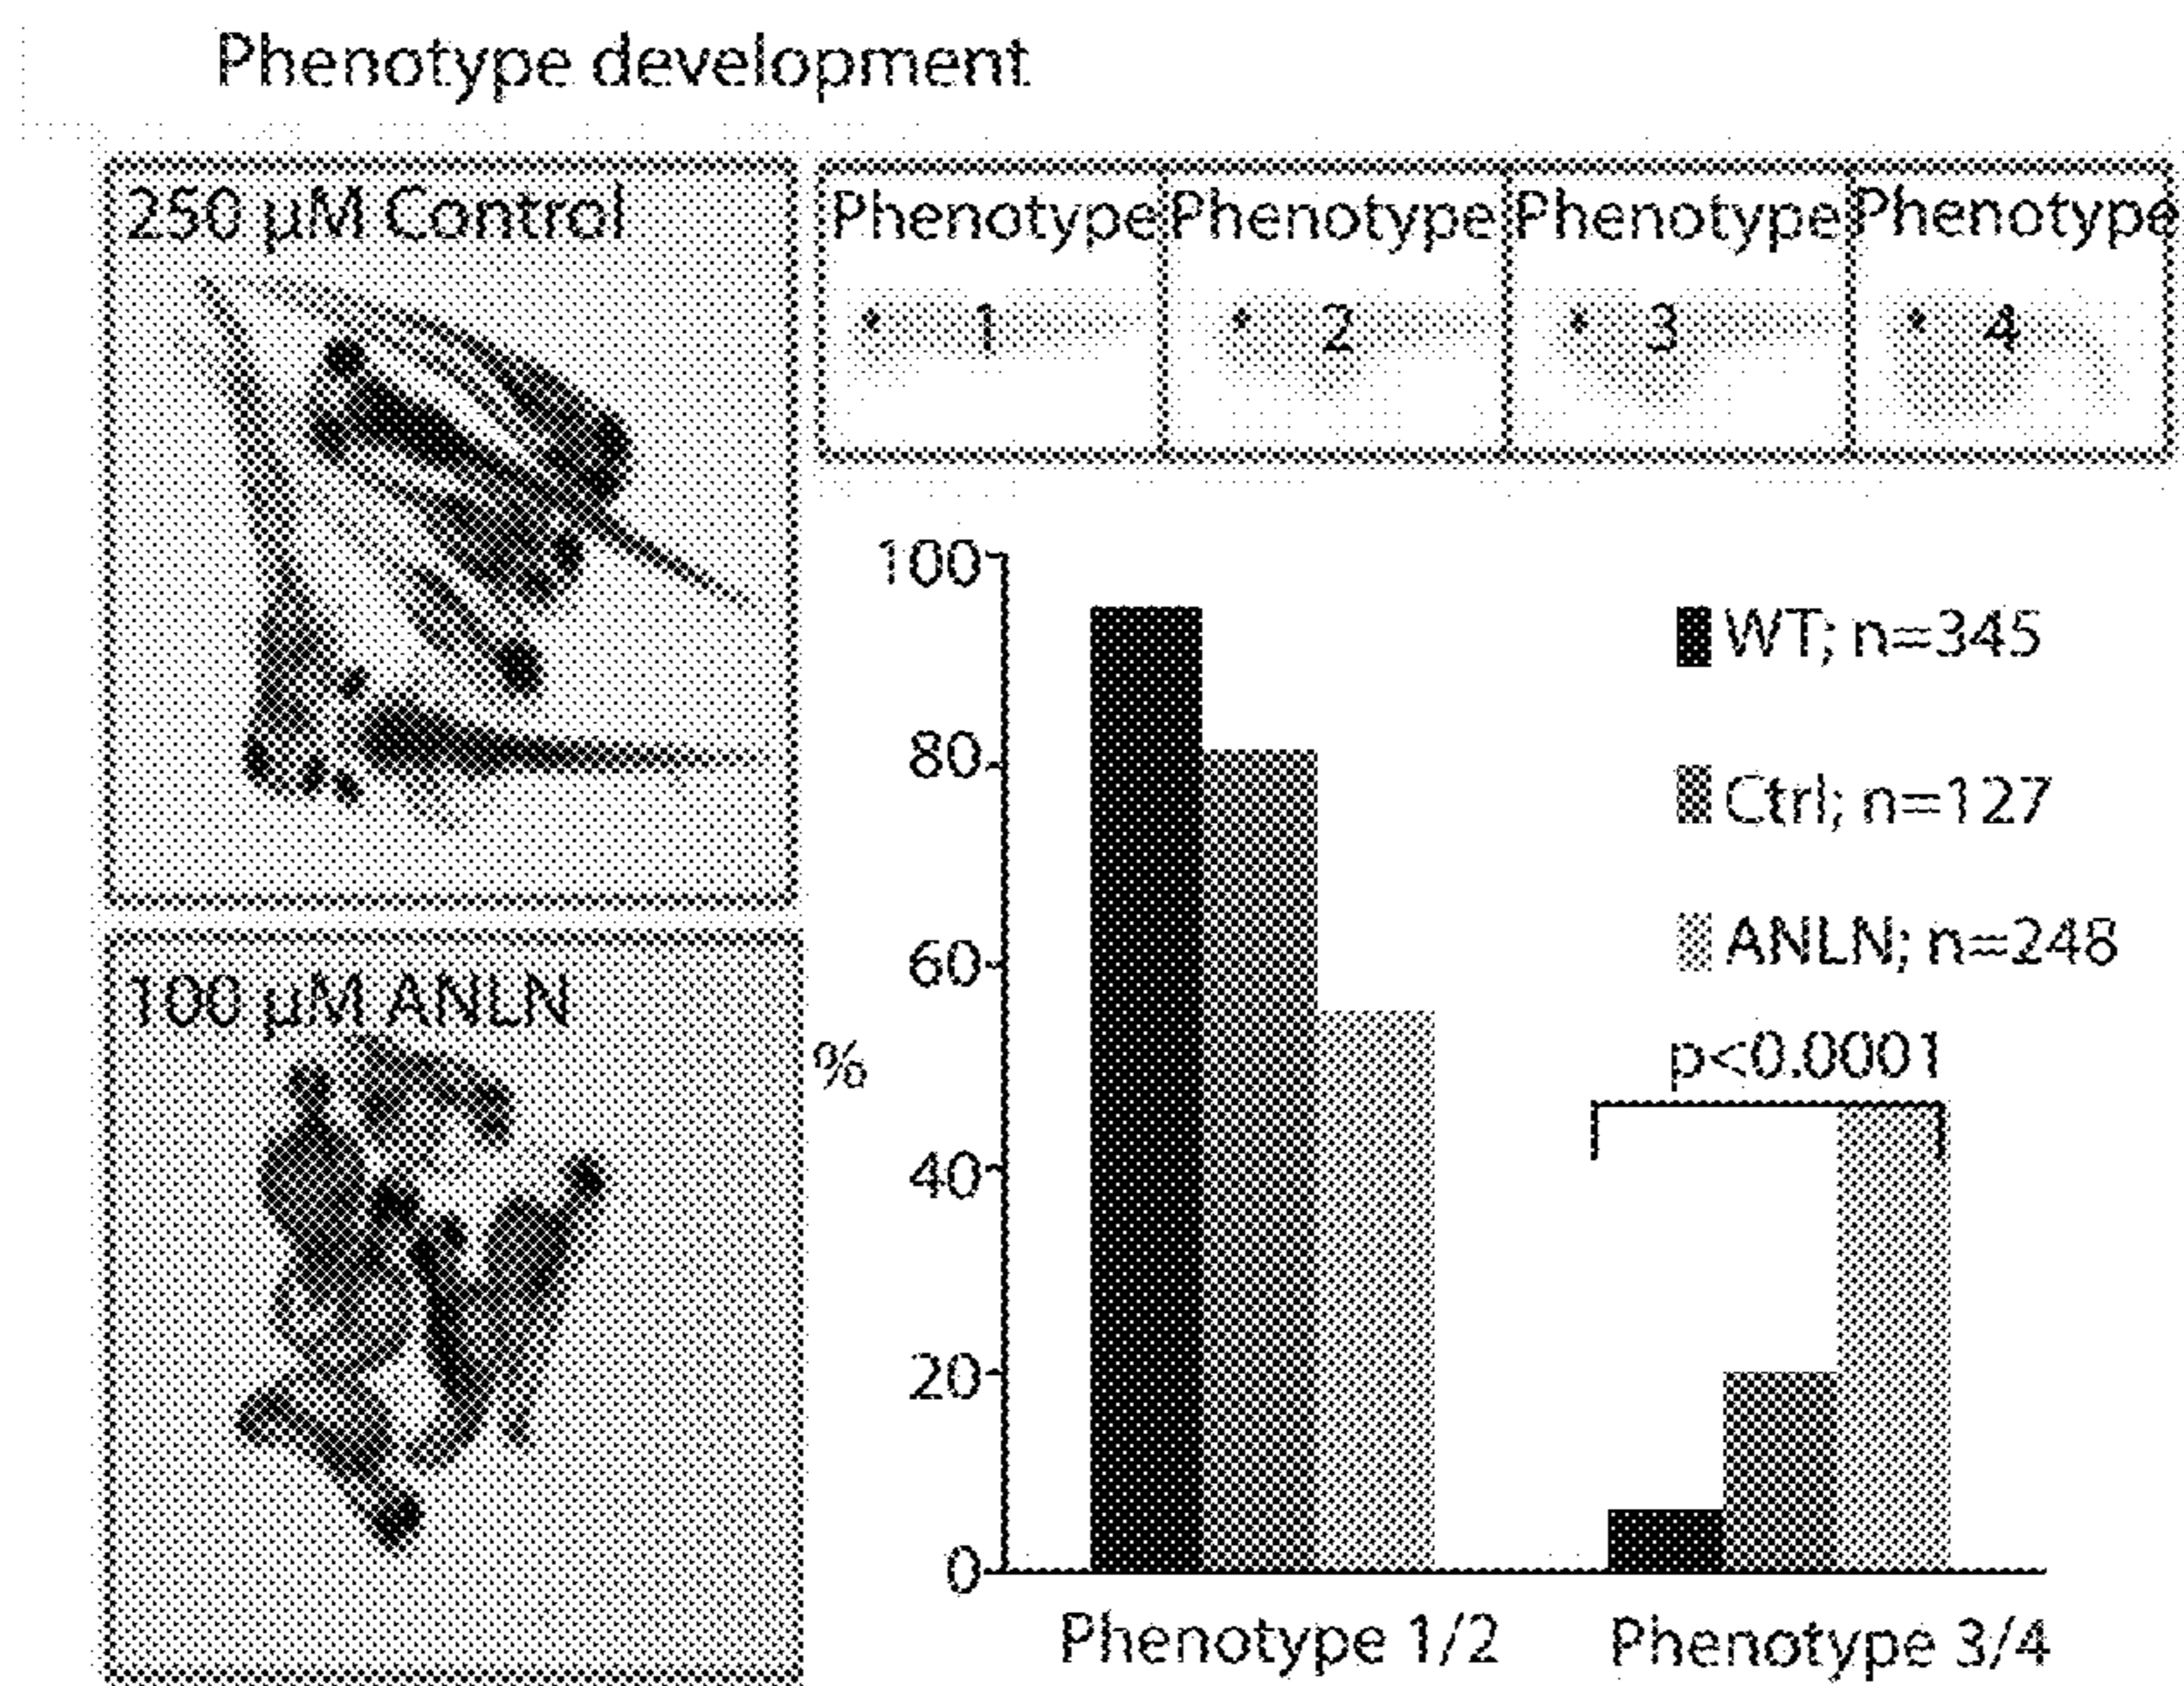 Phenotype development
250 µM Control
Phenotype 1
Phenotype 2
Phenotype 3
Phenotype 4
100 µM ANLN
100
80
60
40
20
0
%
WT; n=345
Ctrl; n=127
ANLN; n=248
p<0.0001
Phenotype 1/2
Phenotype 3/4